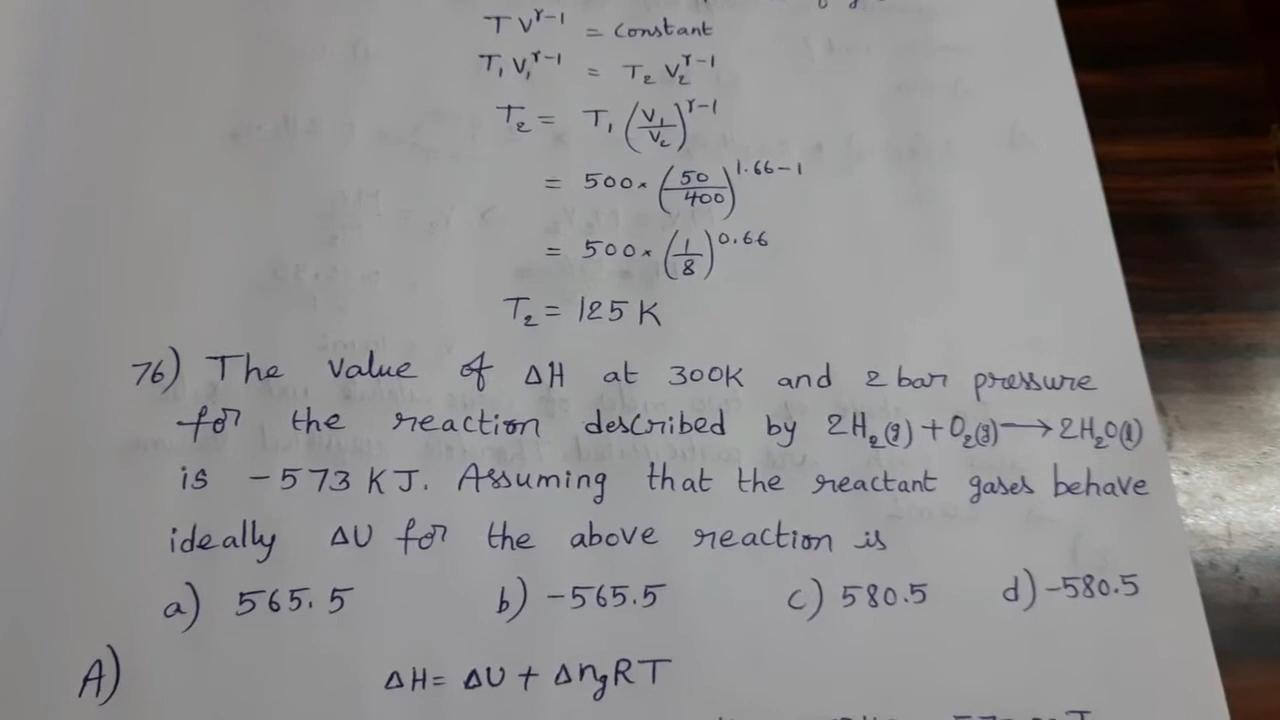 T V^γ-1 = Constant
T₁ V₁^γ-1 = T₂ V₂^γ-1
T₂ = T₁ (V₁/V₂)^γ-1
= 500 × (50/400)^1.66-1
= 500 × (1/8)^0.66
T₂ = 125 K
76) The value of ΔH at 300K and 2 bar pressure
for the reaction described by 2H₂(g) + O₂(g) → 2H₂O(l)
is -573 KJ. Assuming that the reactant gases behave
ideally ΔU for the above reaction is
a) 565.5 b) -565.5 c) 580.5 d) -580.5
A) ΔH = ΔU + ΔngRT